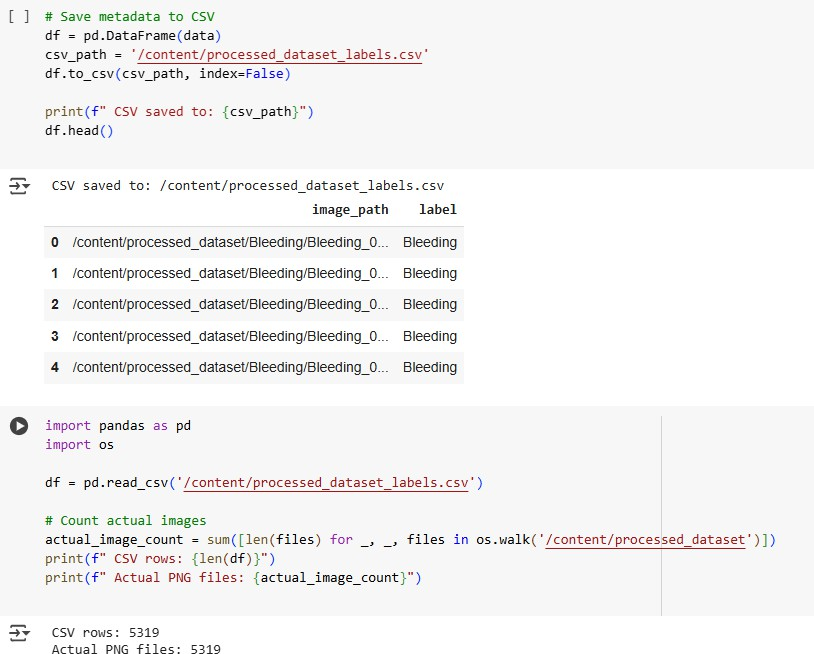 [ ] # Save metadata to CSV
df = pd.DataFrame(data)
csv_path = '/content/processed_dataset_labels.csv'
df.to_csv(csv_path, index=False)
print(f" CSV saved to: {csv_path}")
df.head()
CSV saved to: /content/processed_dataset_labels.csv
image_path label
0 /content/processed_dataset/Bleeding/Bleeding_0... Bleeding
1 /content/processed_dataset/Bleeding/Bleeding_0... Bleeding
2 /content/processed_dataset/Bleeding/Bleeding_0... Bleeding
3 /content/processed_dataset/Bleeding/Bleeding_0... Bleeding
4 /content/processed_dataset/Bleeding/Bleeding_0... Bleeding
import pandas as pd
import os
df = pd.read_csv('/content/processed_dataset_labels.csv')
# Count actual images
actual_image_count = sum([len(files) for _, _, files in os.walk('/content/processed_dataset')])
print(f" CSV rows: {len(df)}")
print(f" Actual PNG files: {actual_image_count}")
CSV rows: 5319
Actual PNG files: 5319